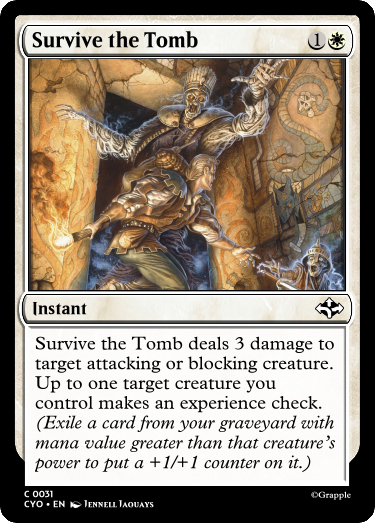 Survive the Tomb 1
Instant
Survive the Tomb deals 3 damage to
target attacking or blocking creature.
Up to one target creature you
control makes an experience check.
(Exile a card from your graveyard with
mana value greater than that creature's
power to put a +1/+1 counter on it.)
C 0031
CYO • EN Jennell Jaquays
©Grapple